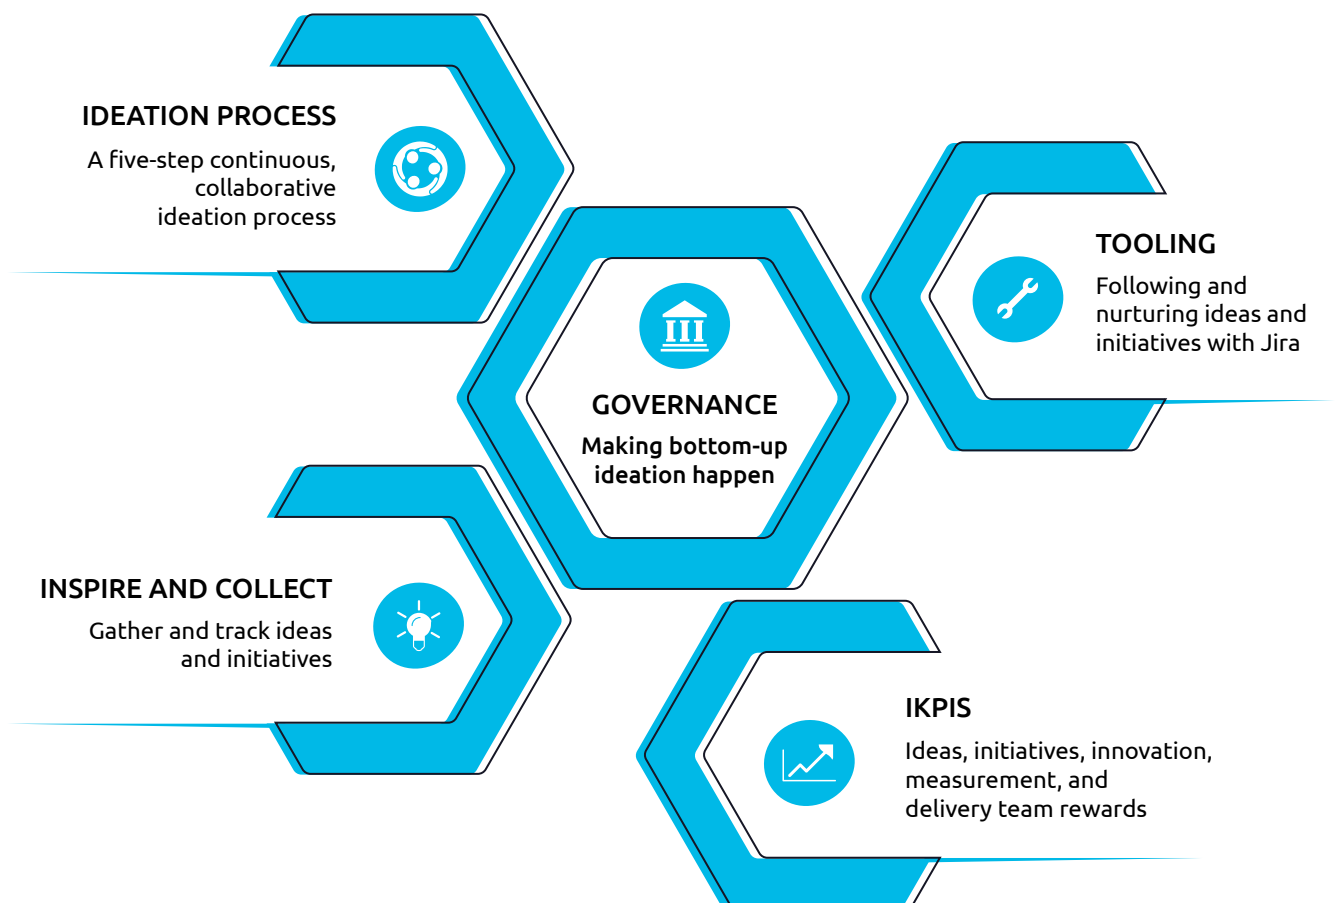 IDEATION PROCESS
A five-step continuous,
collaborative
ideation process
TOOLING
Following and
nurturing ideas and
initiatives with Jira
GOVERNANCE
Making bottom-up
ideation happen
INSPIRE AND COLLECT
Gather and track ideas
and initiatives
IKPIS
Ideas, initiatives, innovation,
measurement, and
delivery team rewards